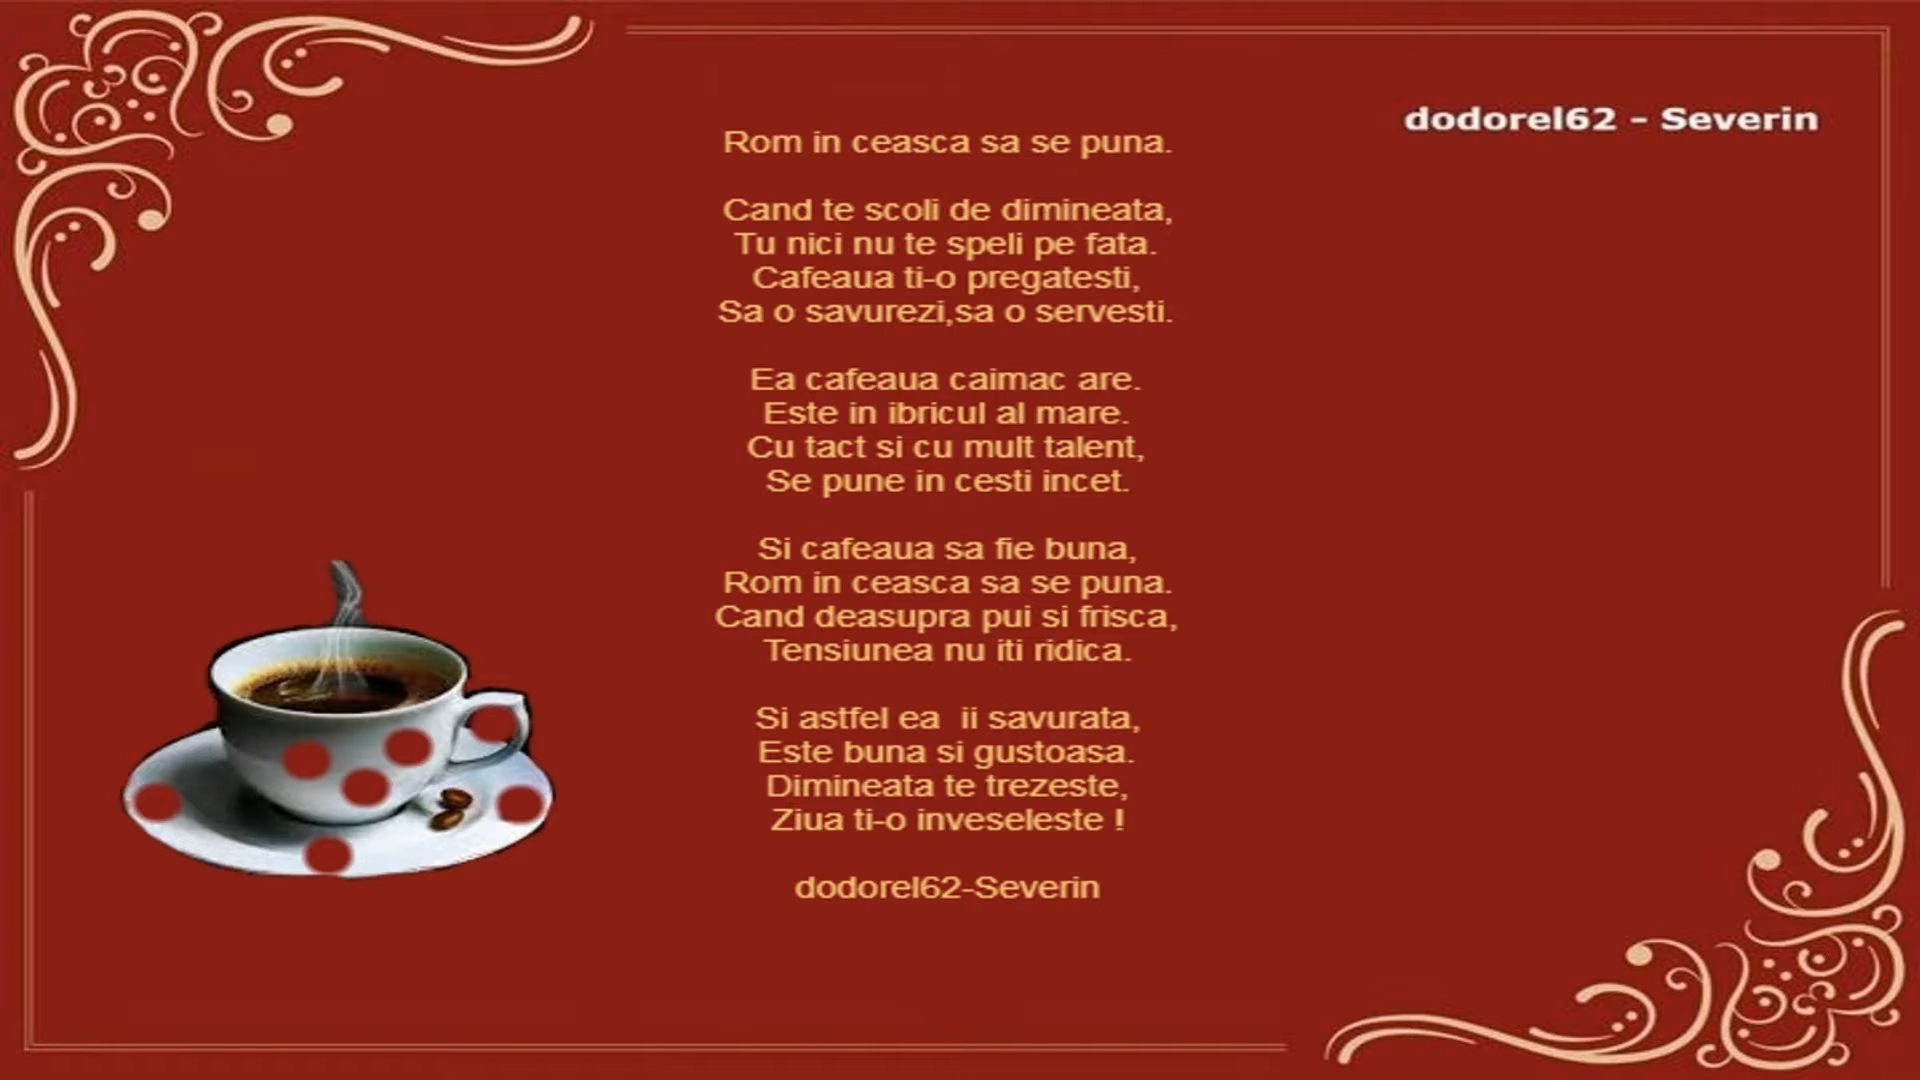 dodorel62 - Severin
Rom in ceasca sa se puna.
Cand te scoli de dimineata,
Tu nici nu te speli pe fata.
Cafeaua ti-o pregatesti,
Sa o savurezi,sa o servesti.
Ea cafeaua caimac are.
Este in ibricul al mare.
Cu tact si cu mult talent,
Se pune in cesti incet.
Si cafeaua sa fie buna,
Rom in ceasca sa se puna.
Cand deasupra pui si frisca,
Tensiunea nu iti ridica.
Si astfel ea  ii savurata,
Este buna si gustoasa.
Dimineata te trezeste,
Ziua ti-o inveseleste !
dodorel62-Severin